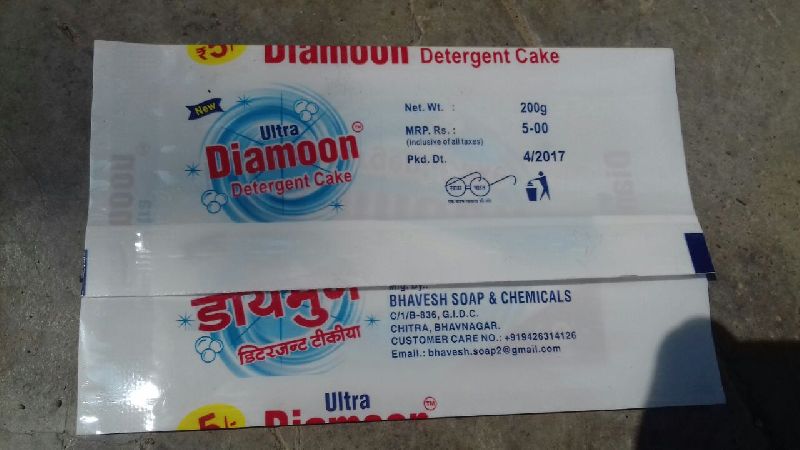 ₹5/- Diamoon Detergent Cake
New
Ultra
Diamoon TM
Detergent Cake
Net. Wt. : 200g
MRP. Rs. : 5-00
(inclusive of all taxes)
Pkd. Dt. 4/2017
डायमुन
डिटरजन्ट टीकीया
Mfg. By.:
BHAVESH SOAP & CHEMICALS
C/1/B-836, G.I.D.C.
CHITRA, BHAVNAGAR.
CUSTOMER CARE NO.: +919426314126
Email.: bhavesh.soap2@gmail.com
Ultra
5/- Diamoon TM